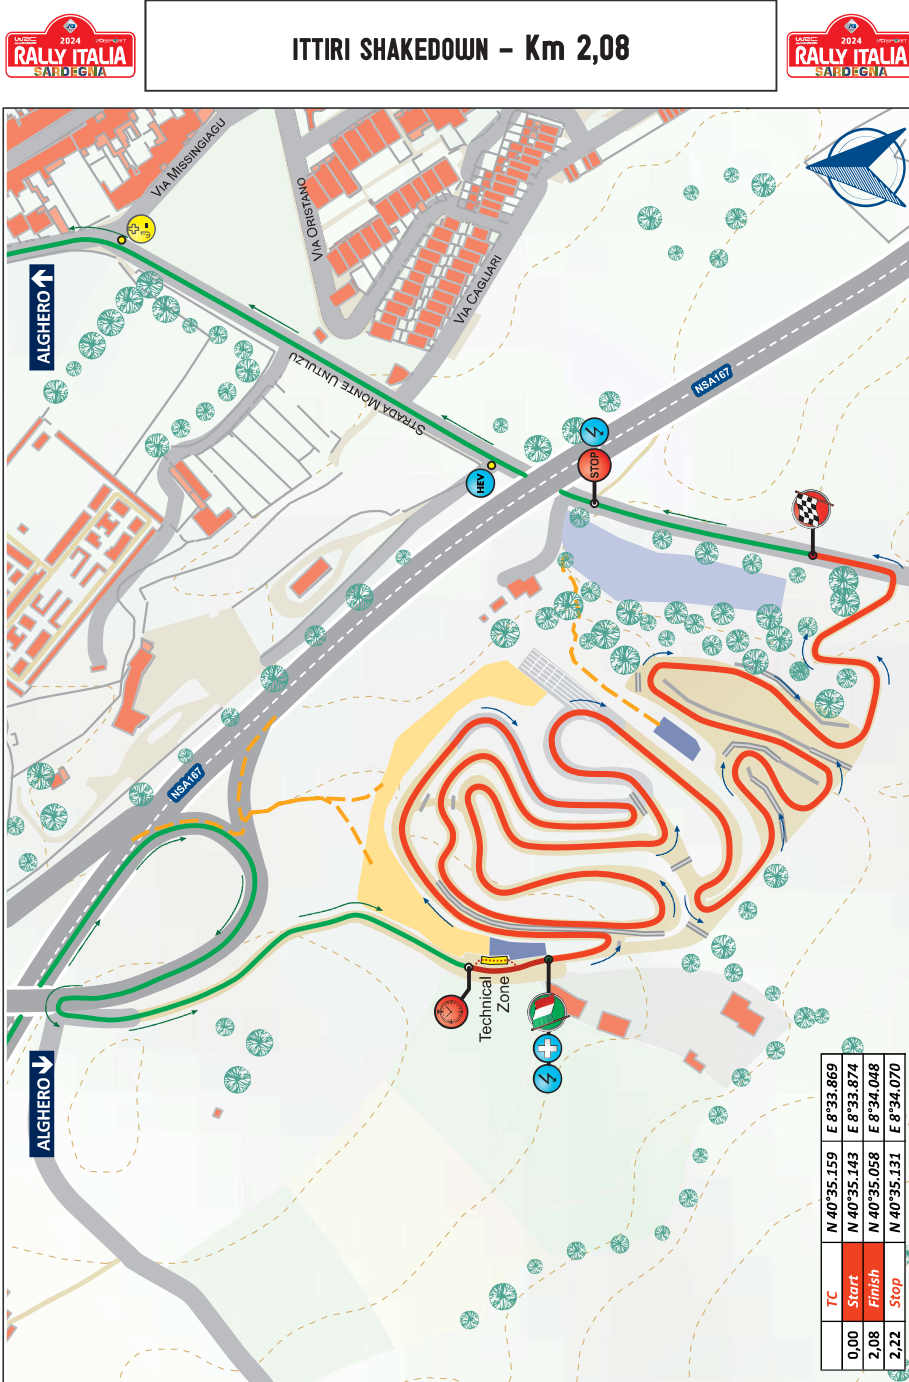 WRC
2024
RALLY ITALIA
SARDEGNA
ITTIRI SHAKEDOWN – Km 2,08
WRC
2024
RALLY ITALIA
SARDEGNA
VIA MISSINGIAGU
VIA ORISTANO
VIA CAGLIARI
ALGHERO
STRADA MONTE UNTULZU
NSA167
STOP
HEV
NSA167
Technical
Zone
ALGHERO
TC N 40°35.159 E 8°33.869
0,00 Start N 40°35.143 E 8°33.874
2,08 Finish N 40°35.058 E 8°34.048
2,22 Stop N 40°35.131 E 8°34.070